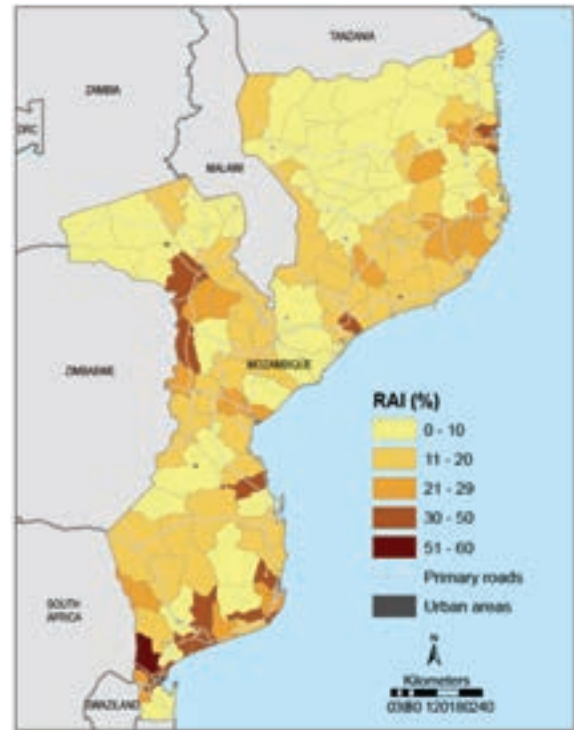 TANZANIA
ZAMBIA
DRC
MALAWI
MOZAMBIQUE
ZIMBABWE
RAI (%)
0 - 10
11 - 20
21 - 29
30 - 50
51 - 60
Primary roads
Urban areas
SOUTH
AFRICA
N
Kilometers
SWAZILAND